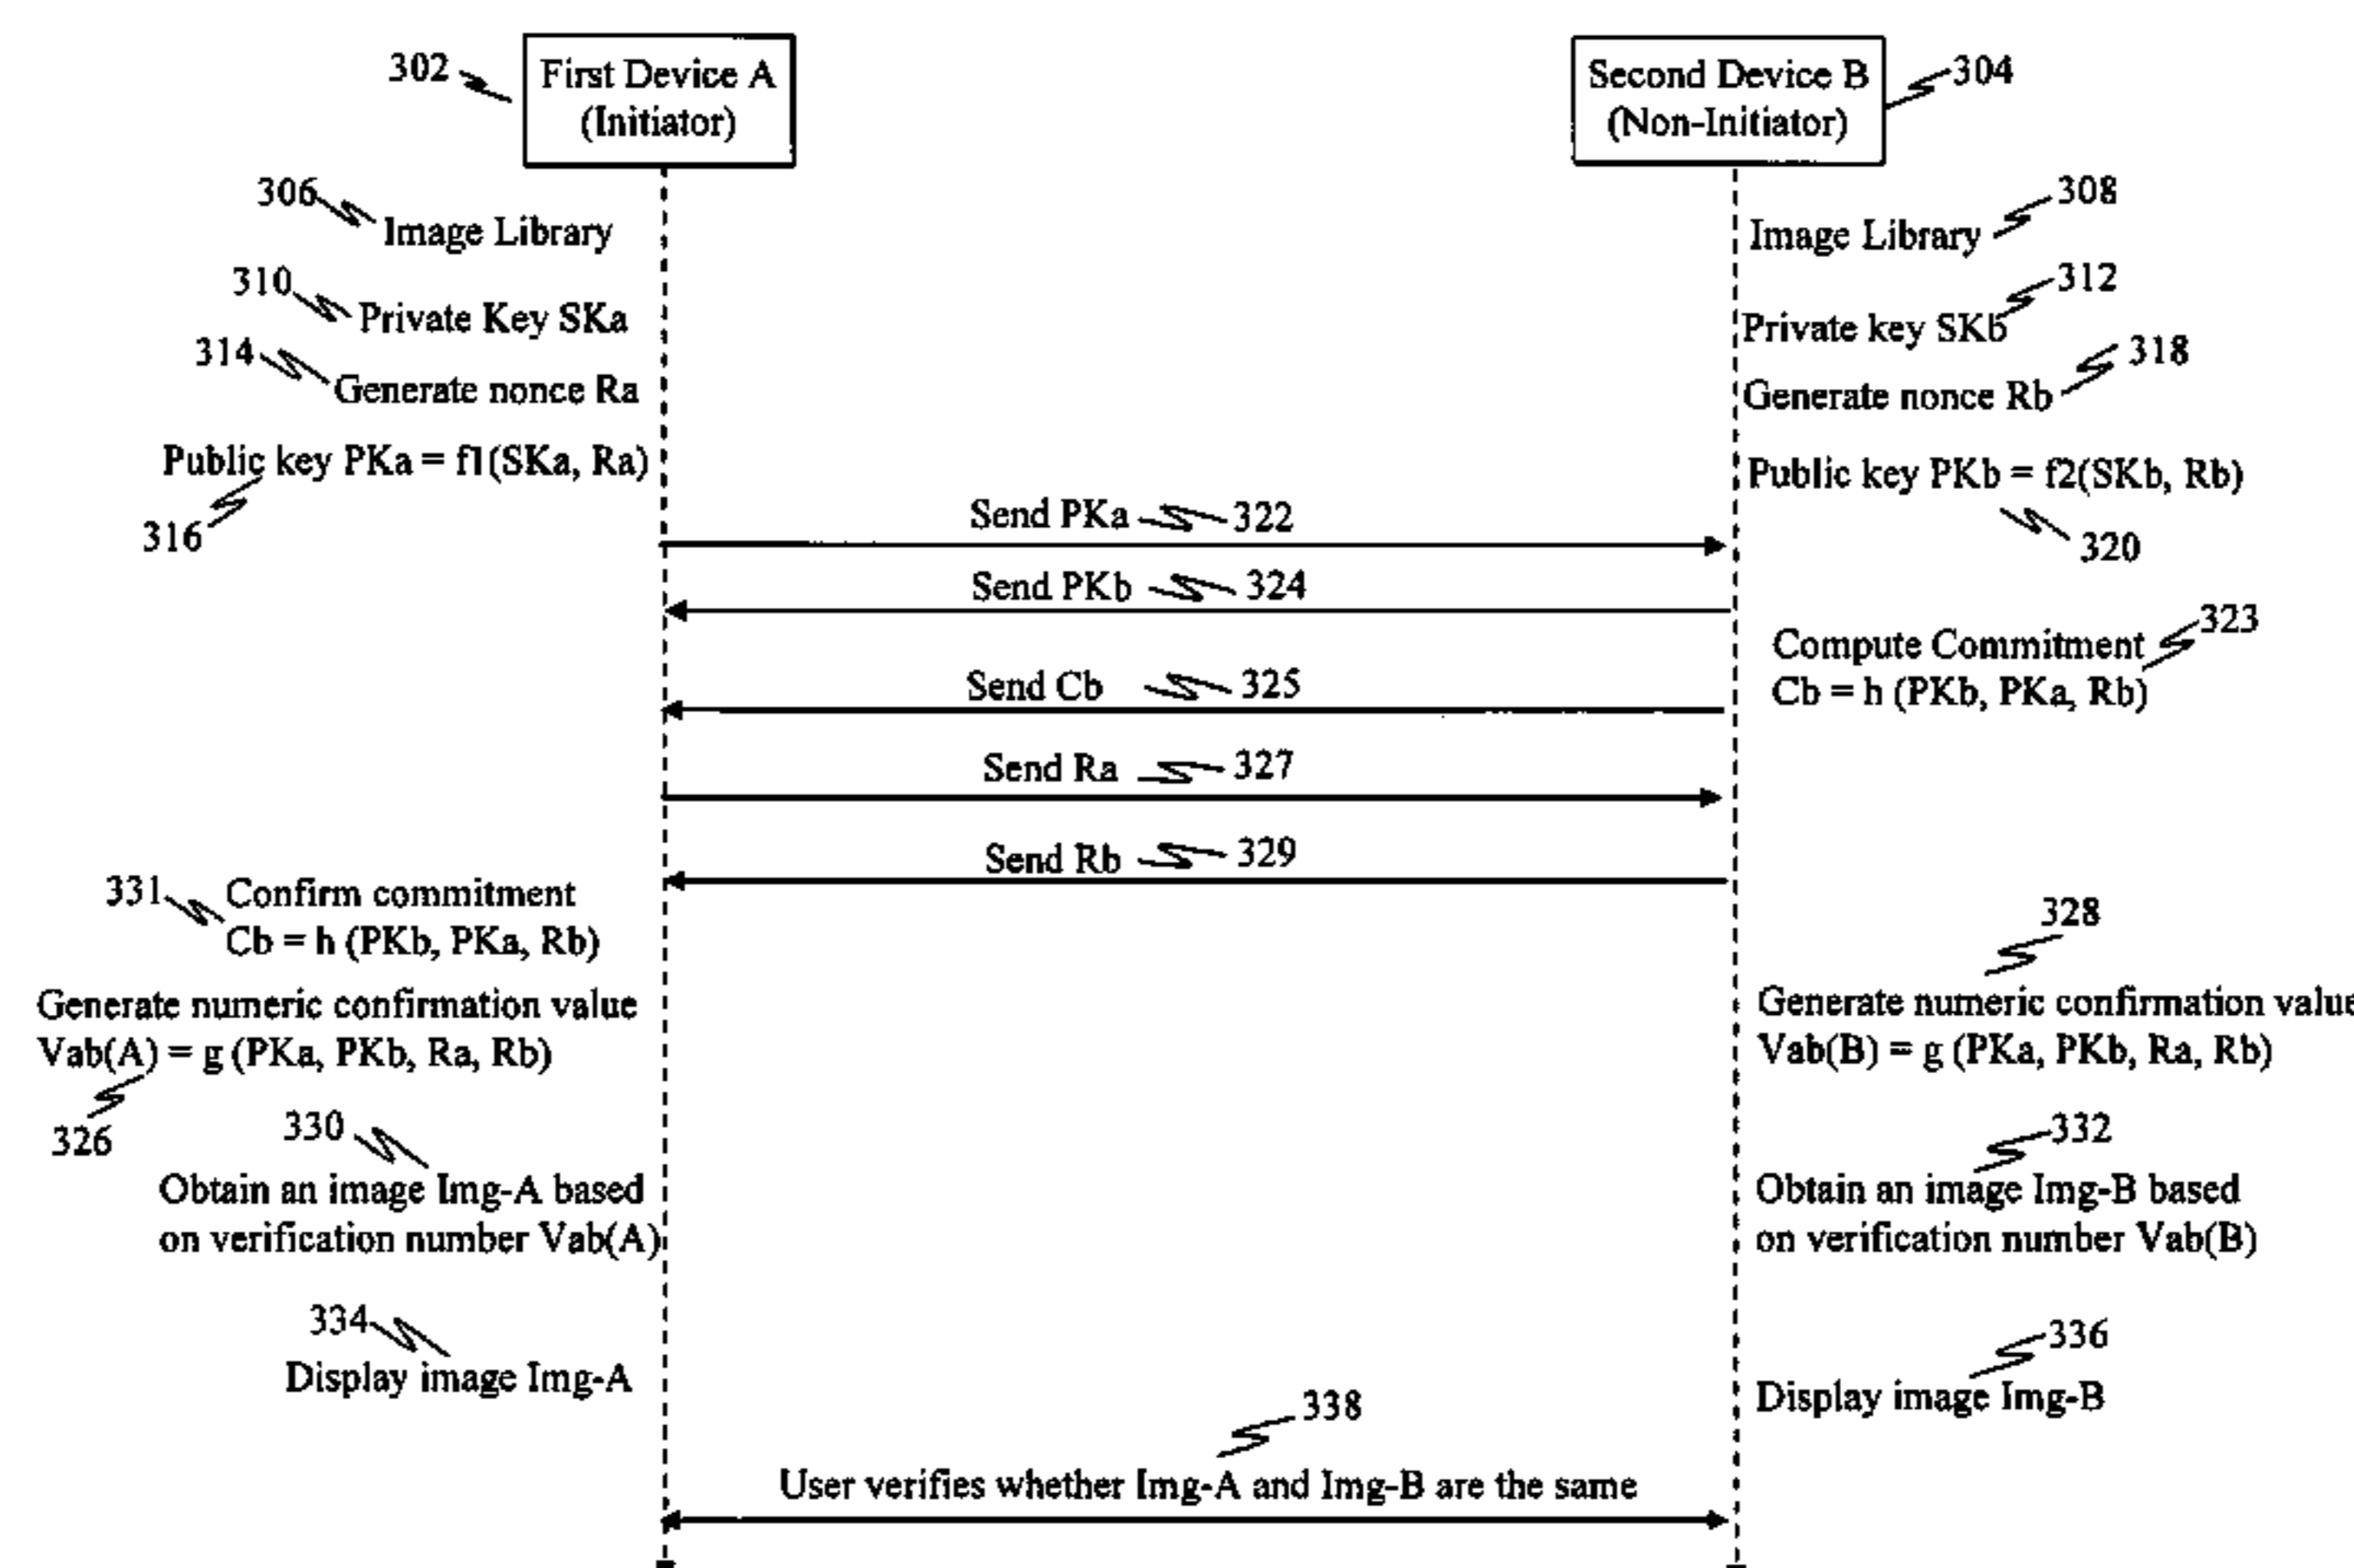 302
First Device A
(Initiator)
Second Device B
(Non-Initiator)
304
306
Image Library
308
Image Library
310
Private Key SKa
312
Private key SKb
314
Generate nonce Ra
318
Generate nonce Rb
Public key PKa = f1(SKa, Ra)
316
Public key PKb = f2(SKb, Rb)
320
Send PKa
322
Send PKb
324
323
Compute Commitment
Cb = h (PKb, PKa, Rb)
Send Cb
325
Send Ra
327
Send Rb
329
331
Confirm commitment
Cb = h (PKb, PKa, Rb)
328
Generate numeric confirmation value
Vab(A) = g (PKa, PKb, Ra, Rb)
326
Generate numeric confirmation value
Vab(B) = g (PKa, PKb, Ra, Rb)
330
Obtain an image Img-A based
on verification number Vab(A)
332
Obtain an image Img-B based
on verification number Vab(B)
334
Display image Img-A
336
Display image Img-B
338
User verifies whether Img-A and Img-B are the same